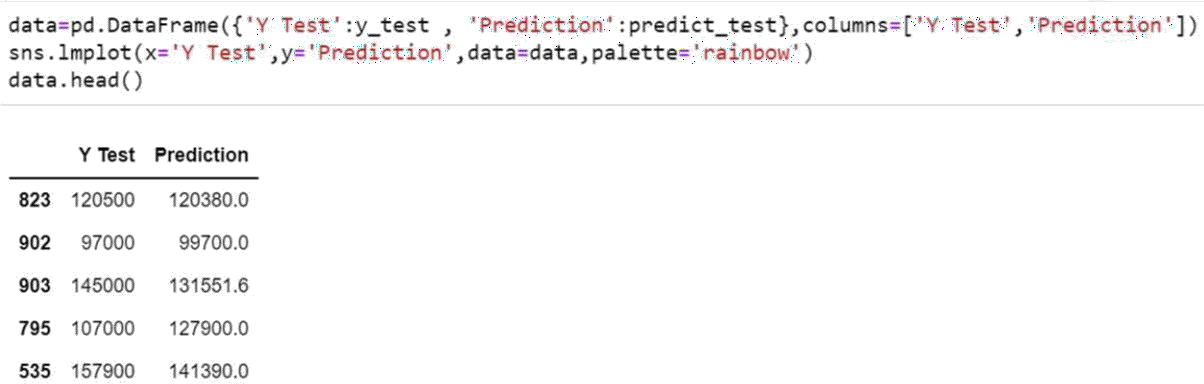 data=pd.DataFrame({'Y Test':y_test , 'Prediction':predict_test},columns=['Y Test','Prediction'])
sns.lmplot(x='Y Test',y='Prediction',data=data,palette='rainbow')
data.head()
Y Test Prediction
823 120500 120380.0
902 97000 99700.0
903 145000 131551.6
795 107000 127900.0
535 157900 141390.0